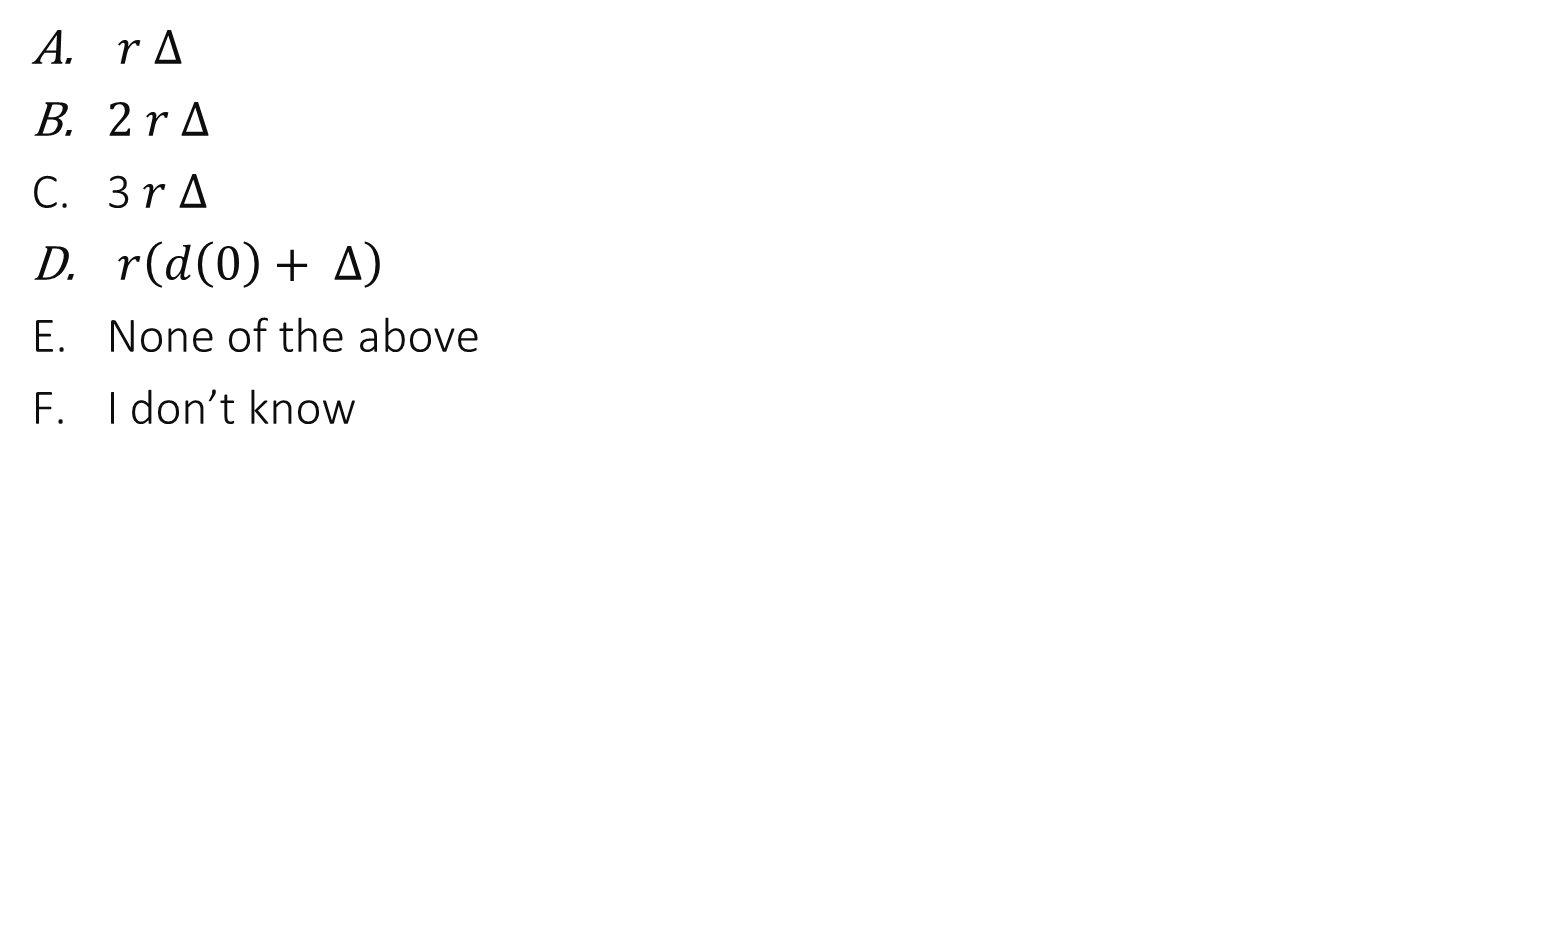 A. r Δ
B. 2 r Δ
C. 3 r Δ
D. r(d(0) + Δ)
E. None of the above
F. I don’t know